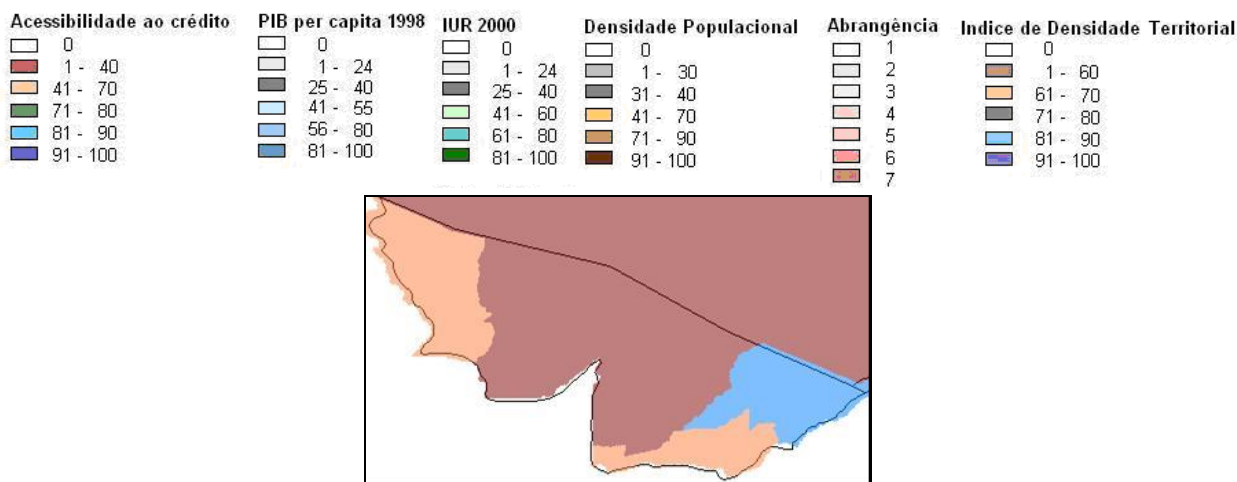 Acessibilidade ao crédito
0
1 - 40
41 - 70
71 - 80
81 - 90
91 - 100
PIB per capita 1998
0
1 - 24
25 - 40
41 - 55
56 - 80
81 - 100
IUR 2000
0
1 - 24
25 - 40
41 - 60
61 - 80
81 - 100
Densidade Populacional
0
1 - 30
31 - 40
41 - 70
71 - 90
91 - 100
Abrangência
1
2
3
4
5
6
7
Indice de Densidade Territorial
0
1 - 60
61 - 70
71 - 80
81 - 90
91 - 100